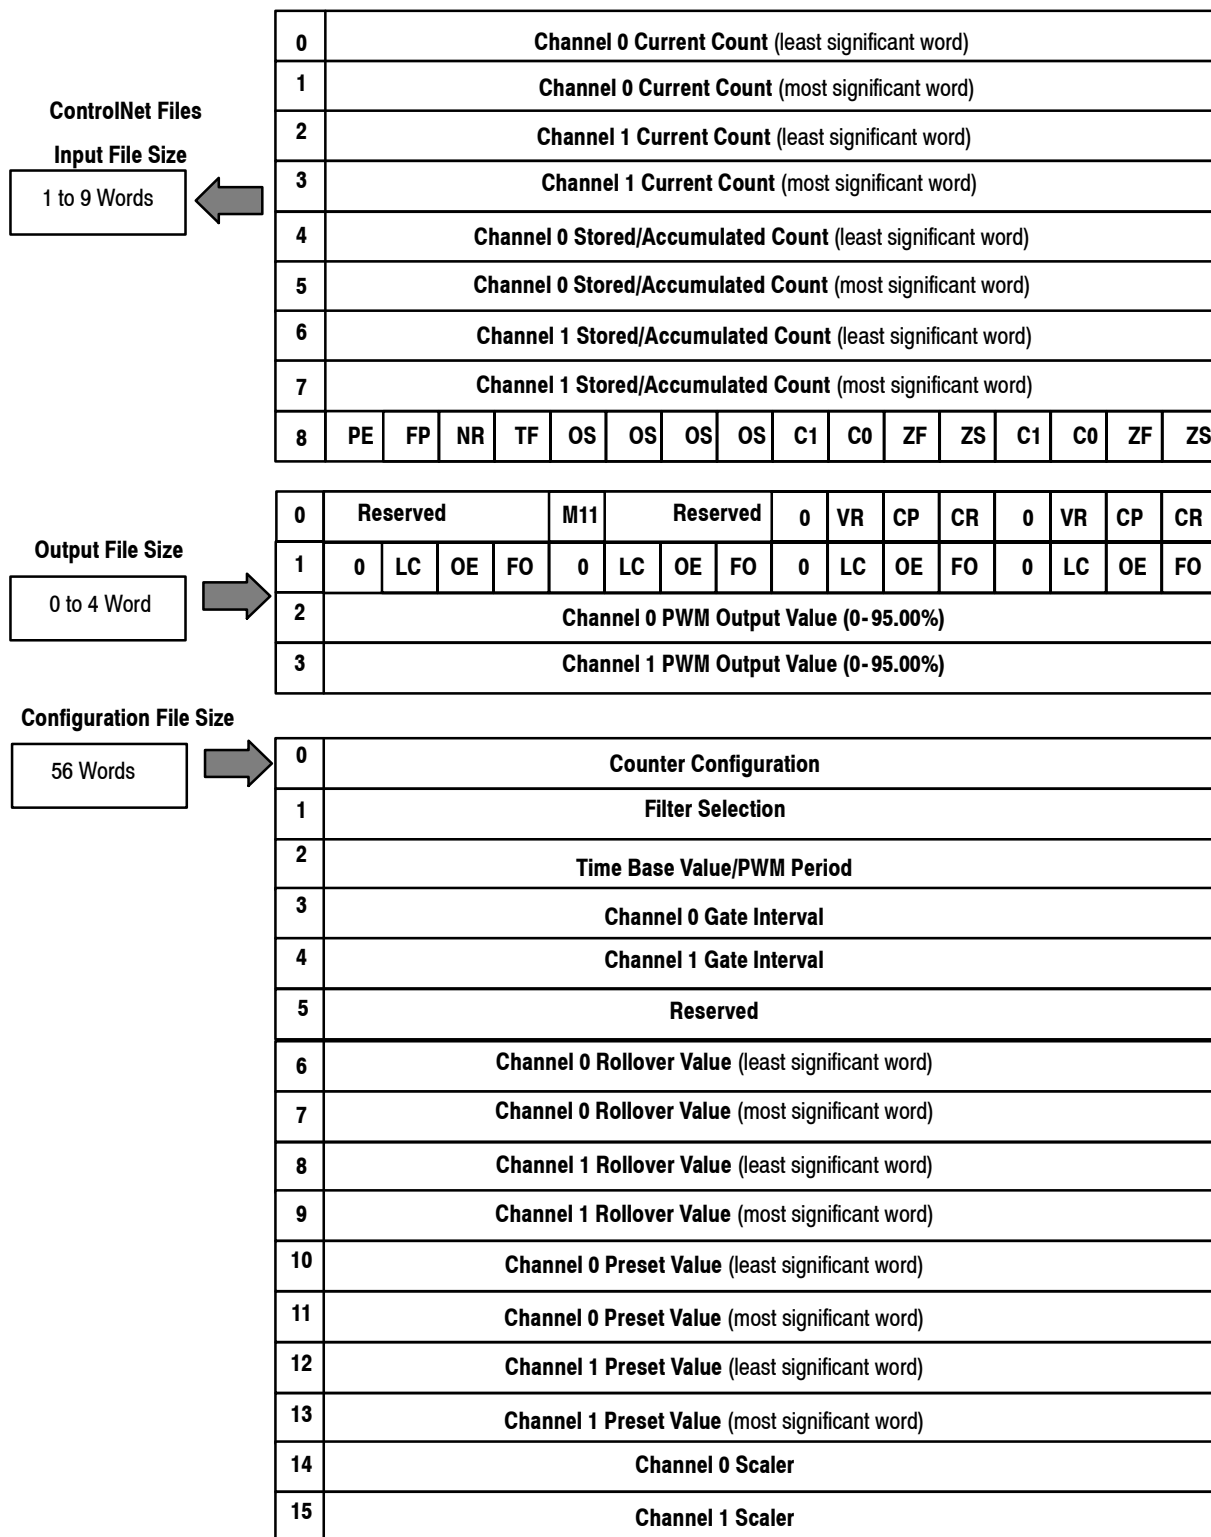 0 Channel 0 Current Count (least significant word)
1 Channel 0 Current Count (most significant word)
ControlNet Files
2 Channel 1 Current Count (least significant word)
Input File Size
3 Channel 1 Current Count (most significant word)
1 to 9 Words
4 Channel 0 Stored/Accumulated Count (least significant word)
5 Channel 0 Stored/Accumulated Count (most significant word)
6 Channel 1 Stored/Accumulated Count (least significant word)
7 Channel 1 Stored/Accumulated Count (most significant word)
8 PE FP NR TF OS OS OS OS C1 C0 ZF ZS C1 C0 ZF ZS
0 Reserved M11 Reserved 0 VR CP CR 0 VR CP CR
Output File Size
1 0 LC OE FO 0 LC OE FO 0 LC OE FO 0 LC OE FO
0 to 4 Word
2 Channel 0 PWM Output Value (0-95.00%)
3 Channel 1 PWM Output Value (0-95.00%)
Configuration File Size
56 Words
0 Counter Configuration
1 Filter Selection
2 Time Base Value/PWM Period
3 Channel 0 Gate Interval
4 Channel 1 Gate Interval
5 Reserved
6 Channel 0 Rollover Value (least significant word)
7 Channel 0 Rollover Value (most significant word)
8 Channel 1 Rollover Value (least significant word)
9 Channel 1 Rollover Value (most significant word)
10 Channel 0 Preset Value (least significant word)
11 Channel 0 Preset Value (most significant word)
12 Channel 1 Preset Value (least significant word)
13 Channel 1 Preset Value (most significant word)
14 Channel 0 Scaler
15 Channel 1 Scaler